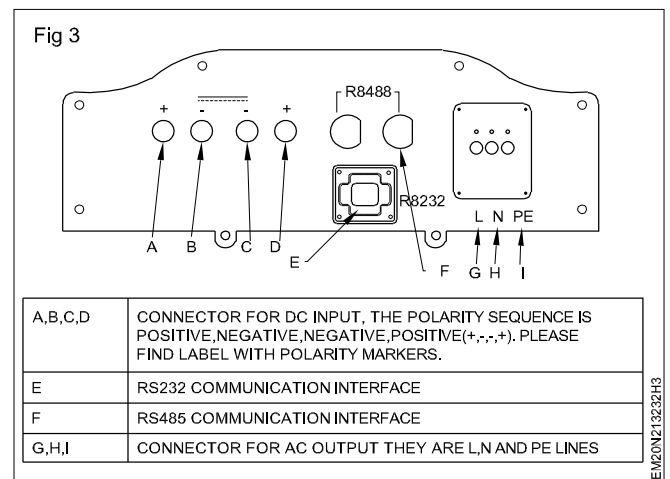 Fig 3
R8488
+ - - +
R8232
L N PE
A B C D E F G H I
A,B,C,D CONNECTOR FOR DC INPUT, THE POLARITY SEQUENCE IS
POSITIVE,NEGATIVE,NEGATIVE,POSITIVE(+,-,-,+). PLEASE
FIND LABEL WITH POLARITY MARKERS.
E RS232 COMMUNICATION INTERFACE
F RS485 COMMUNICATION INTERFACE
G,H,I CONNECTOR FOR AC OUTPUT THEY ARE L,N AND PE LINES
EM20N213232H3